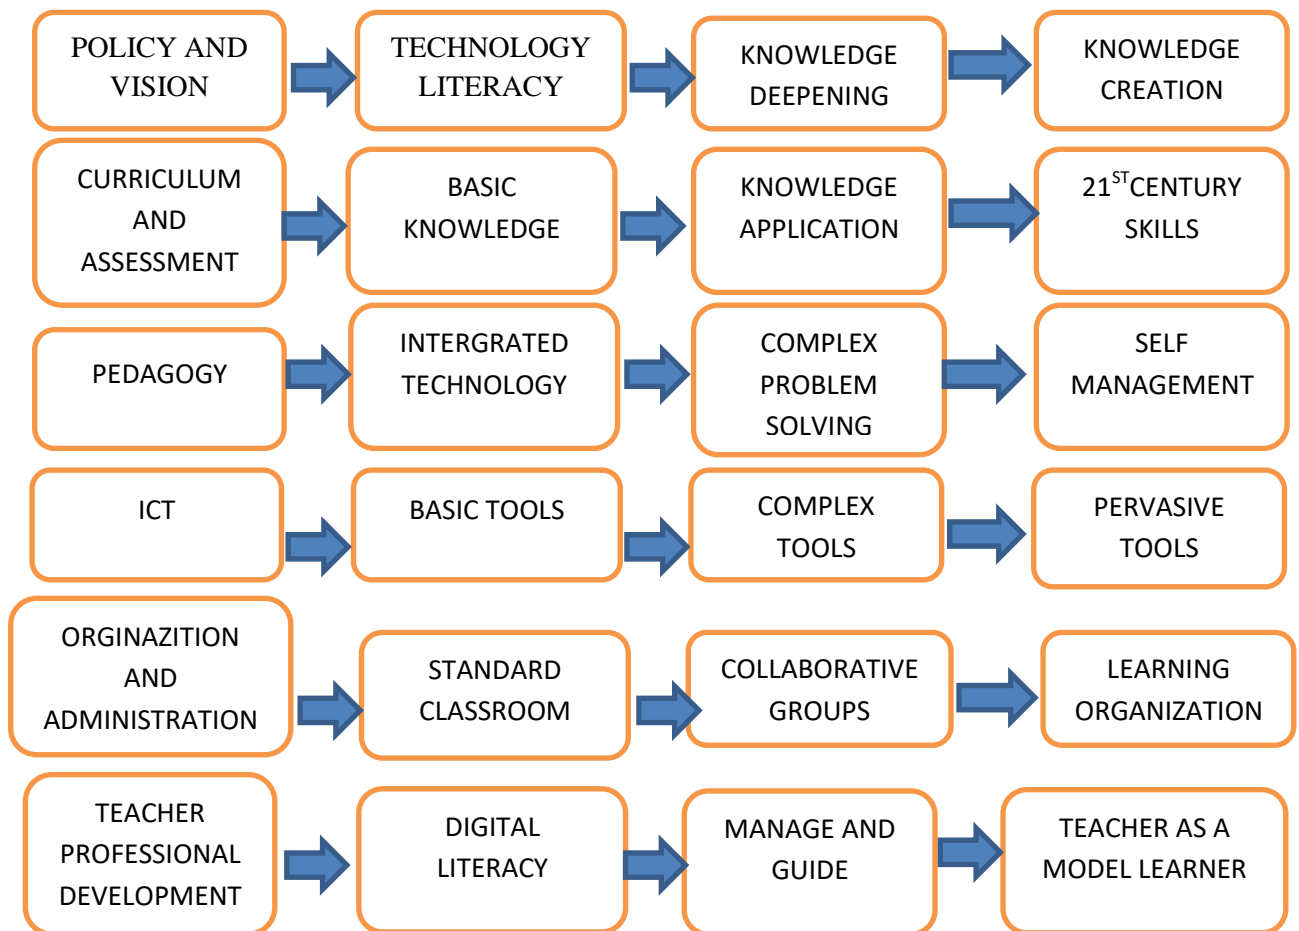 POLICY AND
VISION
TECHNOLOGY
LITERACY
KNOWLEDGE
DEEPENING
KNOWLEDGE
CREATION
CURRICULUM
AND
ASSESSMENT
BASIC
KNOWLEDGE
KNOWLEDGE
APPLICATION
21STCENTURY
SKILLS
PEDAGOGY
INTERGRATED
TECHNOLOGY
COMPLEX
PROBLEM
SOLVING
SELF
MANAGEMENT
ICT
BASIC TOOLS
COMPLEX
TOOLS
PERVASIVE
TOOLS
ORGINAZITION
AND
ADMINISTRATION
STANDARD
CLASSROOM
COLLABORATIVE
GROUPS
LEARNING
ORGANIZATION
TEACHER
PROFESSIONAL
DEVELOPMENT
DIGITAL
LITERACY
MANAGE AND
GUIDE
TEACHER AS A
MODEL LEARNER